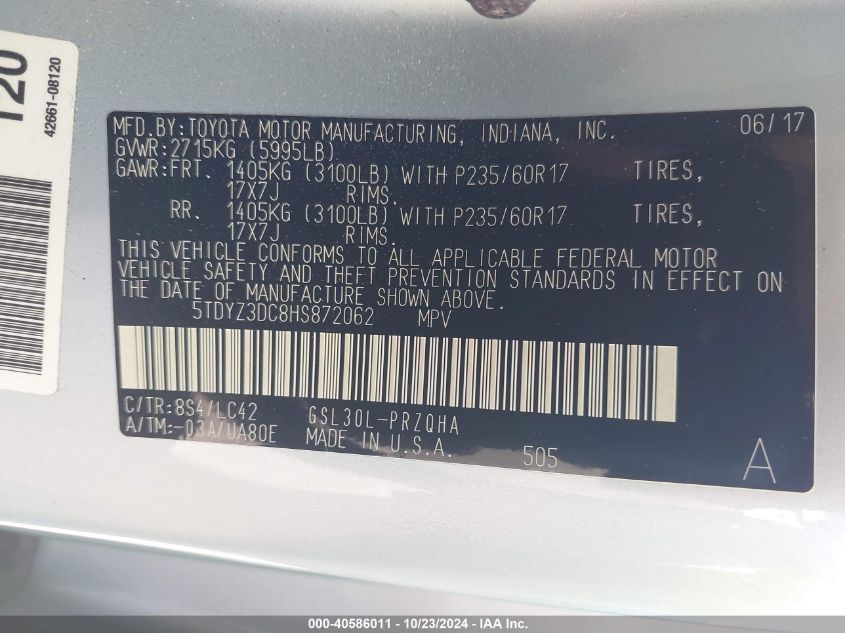 120
42661-08120
MFD.BY:TOYOTA MOTOR MANUFACTURING, INDIANA, INC. 06/17
GVWR:2715KG (5995LB)
GAWR:FRT. 1405KG (3100LB) WITH P235/60R17 TIRES,
17X7J RIMS.
RR. 1405KG (3100LB) WITH P235/60R17 TIRES,
17X7J RIMS.
THIS VEHICLE CONFORMS TO ALL APPLICABLE FEDERAL MOTOR
VEHICLE SAFETY AND THEFT PREVENTION STANDARDS IN EFFECT ON
THE DATE OF MANUFACTURE SHOWN ABOVE.
5TDYZ3DC8HS872062 MPV
C/TR:8S4/LC42 GSL30L-PRZQHA
A/TM:-03A/UA80E MADE IN U.S.A. 505 A
000-40586011 - 10/23/2024 - IAA Inc.